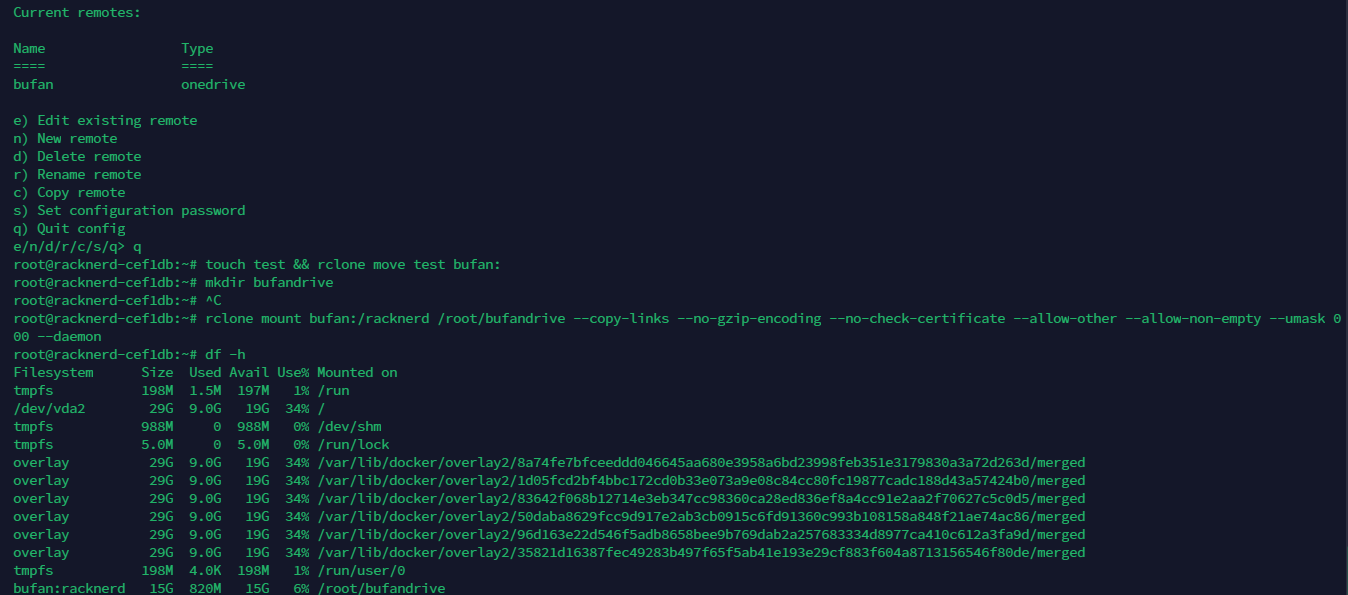 Current remotes:
Name                 Type
====                 ====
bufan                onedrive
e) Edit existing remote
n) New remote
d) Delete remote
r) Rename remote
c) Copy remote
s) Set configuration password
q) Quit config
e/n/d/r/c/s/q> q
root@racknerd-cef1db:~# touch test && rclone move test bufan:
root@racknerd-cef1db:~# mkdir bufandrive
root@racknerd-cef1db:~# ^C
root@racknerd-cef1db:~# rclone mount bufan:/racknerd /root/bufandrive --copy-links --no-gzip-encoding --no-check-certificate --allow-other --allow-non-empty --umask 0
00 --daemon
root@racknerd-cef1db:~# df -h
Filesystem      Size  Used Avail Use% Mounted on
tmpfs           198M  1.5M  197M   1% /run
/dev/vda2        29G  9.0G   19G  34% /
tmpfs           988M     0  988M   0% /dev/shm
tmpfs           5.0M     0  5.0M   0% /run/lock
overlay          29G  9.0G   19G  34% /var/lib/docker/overlay2/8a74fe7bfceeddd046645aa680e3958a6bd23998feb351e3179830a3a72d263d/merged
overlay          29G  9.0G   19G  34% /var/lib/docker/overlay2/1d05fcd2bf4bbc172cd0b33e073a9e08c84cc80fc19877cadc188d43a57424b0/merged
overlay          29G  9.0G   19G  34% /var/lib/docker/overlay2/83642f068b12714e3eb347cc98360ca28ed836ef8a4cc91e2aa2f70627c5c0d5/merged
overlay          29G  9.0G   19G  34% /var/lib/docker/overlay2/50daba8629fcc9d917e2ab3cb0915c6fd91360c993b108158a848f21ae74ac86/merged
overlay          29G  9.0G   19G  34% /var/lib/docker/overlay2/96d163e22d546f5adb8658bee9b769dab2a257683334d8977ca410c612a3fa9d/merged
overlay          29G  9.0G   19G  34% /var/lib/docker/overlay2/35821d16387fec49283b497f65f5ab41e193e29cf883f604a8713156546f80de/merged
tmpfs           198M  4.0K  198M   1% /run/user/0
bufan:racknerd   15G  820M   15G   6% /root/bufandrive